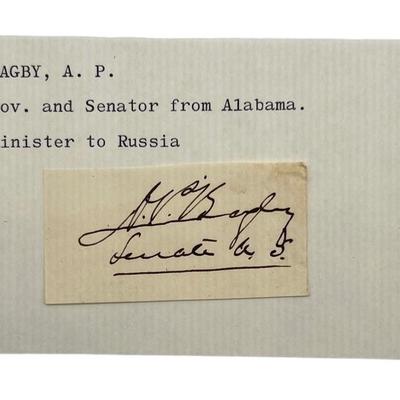 AGBY, A. P.
ov. and Senator from Alabama.
inister to Russia
A. P. Bagby
Senate U. S.